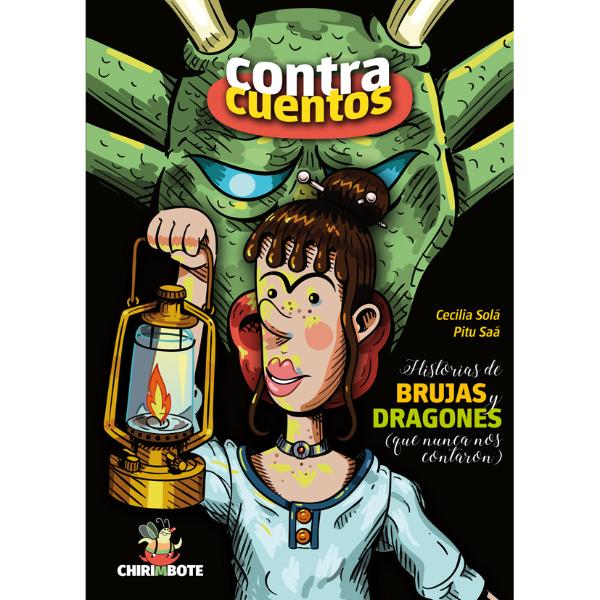 contra
cuentos
Cecilia Solá
Pitu Saá
Historias de
BRUJAS y
DRAGONES
(que nunca nos
contaron)
CHIRIMBOTE